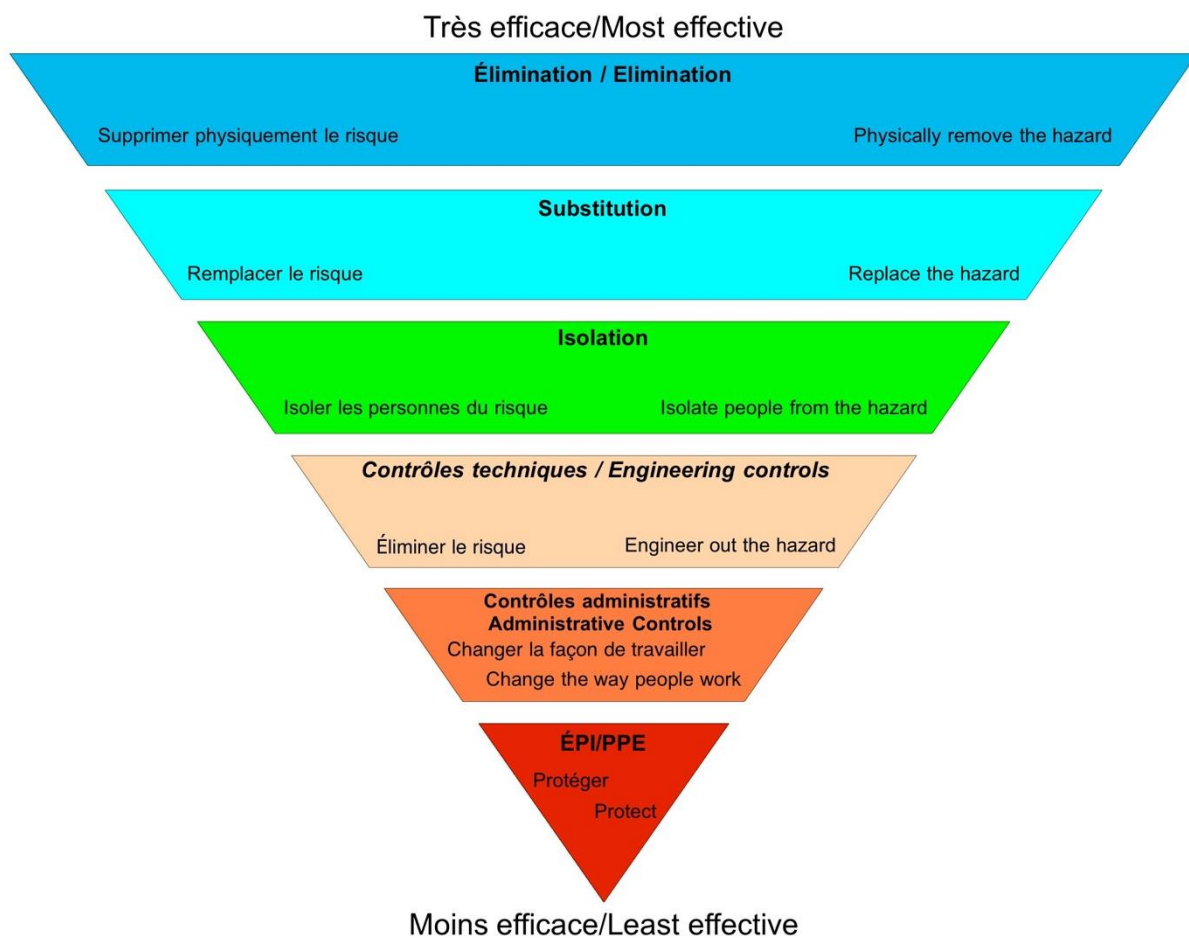 Très efficace/Most effective
Élimination / Elimination
Supprimer physiquement le risque
Physically remove the hazard
Substitution
Remplacer le risque
Replace the hazard
Isolation
Isoler les personnes du risque
Isolate people from the hazard
Contrôles techniques / Engineering controls
Éliminer le risque
Engineer out the hazard
Contrôles administratifs
Administrative Controls
Changer la façon de travailler
Change the way people work
ÉPI/PPE
Protéger
Protect
Moins efficace/Least effective